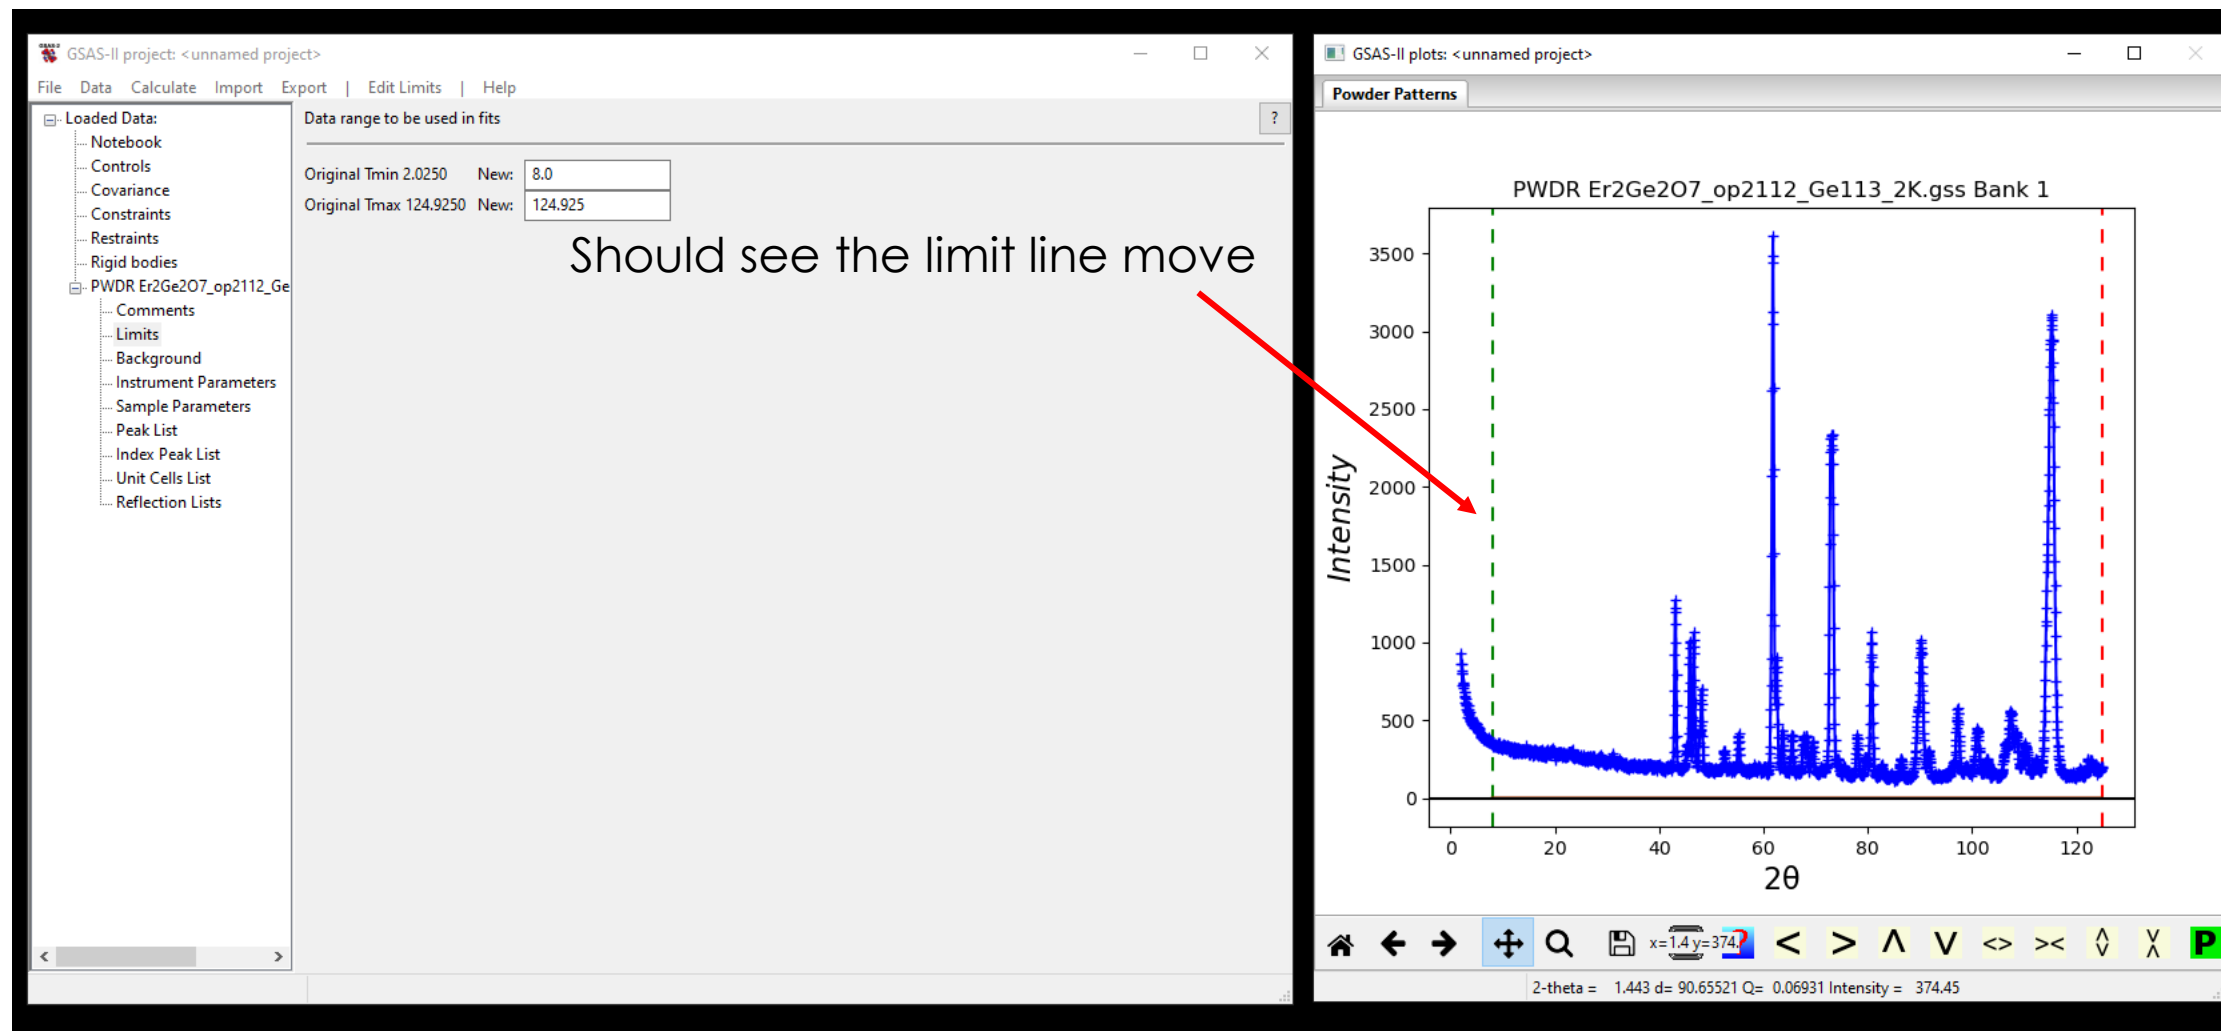 GSAS-II project: <unnamed project>
File Data Calculate Import Export | Edit Limits | Help
Loaded Data:
Notebook
Controls
Covariance
Constraints
Restraints
Rigid bodies
PWDR Er2Ge2O7_op2112_Ge
Comments
Limits
Background
Instrument Parameters
Sample Parameters
Peak List
Index Peak List
Unit Cells List
Reflection Lists
Data range to be used in fits
?
Original Tmin 2.0250 New: 8.0
Original Tmax 124.9250 New: 124.925
Should see the limit line move
GSAS-II plots: <unnamed project>
Powder Patterns
PWDR Er2Ge2O7_op2112_Ge113_2K.gss Bank 1
3500
3000
2500
2000
1500
1000
500
0
Intensity
0 20 40 60 80 100 120
2θ
x=1.4 y=374.
? < > Λ V <> >< P
2-theta = 1.443 d= 90.65521 Q= 0.06931 Intensity = 374.45